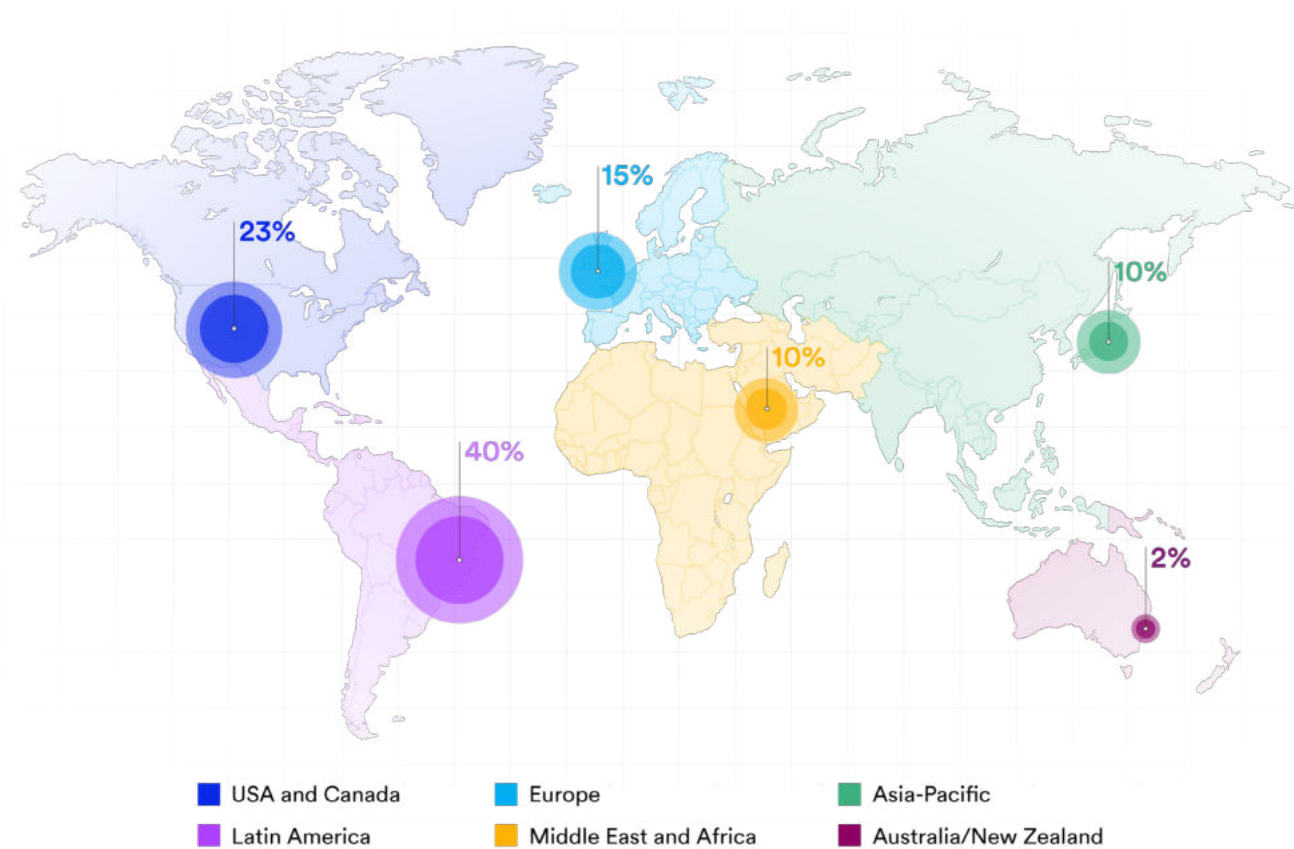 15%
23%
10%
10%
40%
2%
USA and Canada
Europe
Asia-Pacific
Latin America
Middle East and Africa
Australia/New Zealand